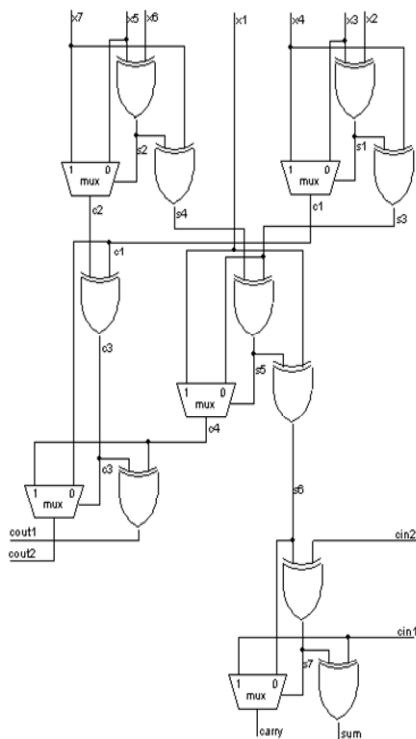 x7 x5 x6 x1 x4 x3 x2
s2 s1
1 0 1 0
mux mux
c2 s4 c1 s3
c1
c3 s5
1 0
mux
c4
c3 s6
1 0
mux
cout1
cout2
cin2
cin1
s7
1 0
mux
carry sum